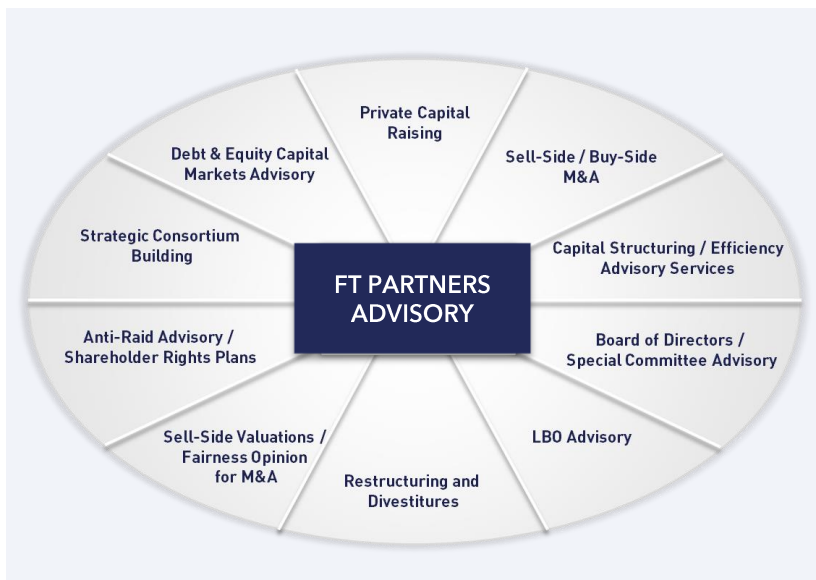 Private Capital
Raising
Debt & Equity Capital
Markets Advisory
Sell-Side / Buy-Side
M&A
Strategic Consortium
Building
Capital Structuring / Efficiency
Advisory Services
FT PARTNERS
ADVISORY
Anti-Raid Advisory /
Shareholder Rights Plans
Board of Directors /
Special Committee Advisory
Sell-Side Valuations /
Fairness Opinion
for M&A
LBO Advisory
Restructuring and
Divestitures